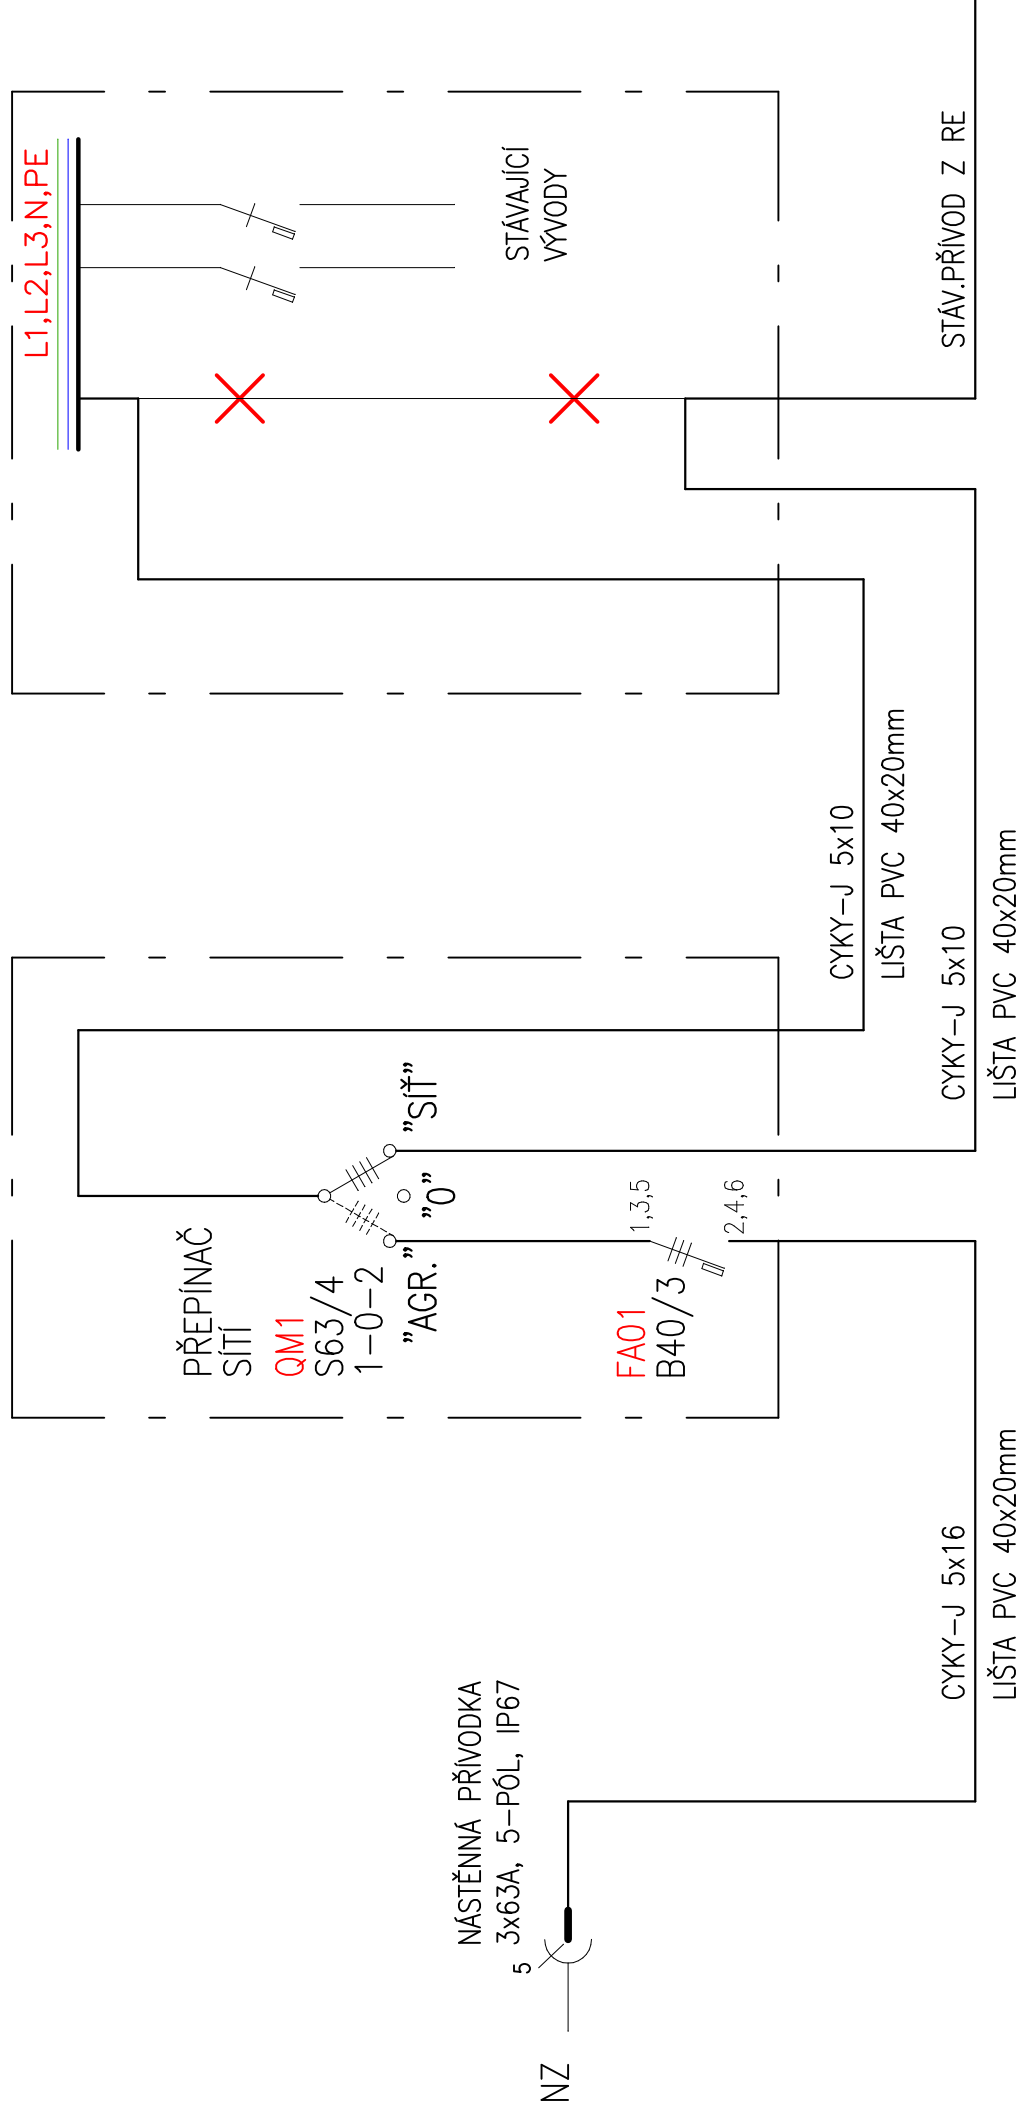 NZ
5
NÁSTĚNNÁ PŘÍVODKA
3x63A, 5-PÓL, IP67
CYKY-J 5x16
LIŠTA PVC 40x20mm
PŘEPÍNAČ
SÍTÍ
QM1
S63/4
1-0-2
"AGR."
"0"
"SÍŤ"
FA01
B40/3
1,3,5
2,4,6
CYKY-J 5x10
LIŠTA PVC 40x20mm
CYKY-J 5x10
LIŠTA PVC 40x20mm
L1,L2,L3,N,PE
STÁVAJÍCÍ
VÝVODY
STÁV.PŘÍVOD Z RE